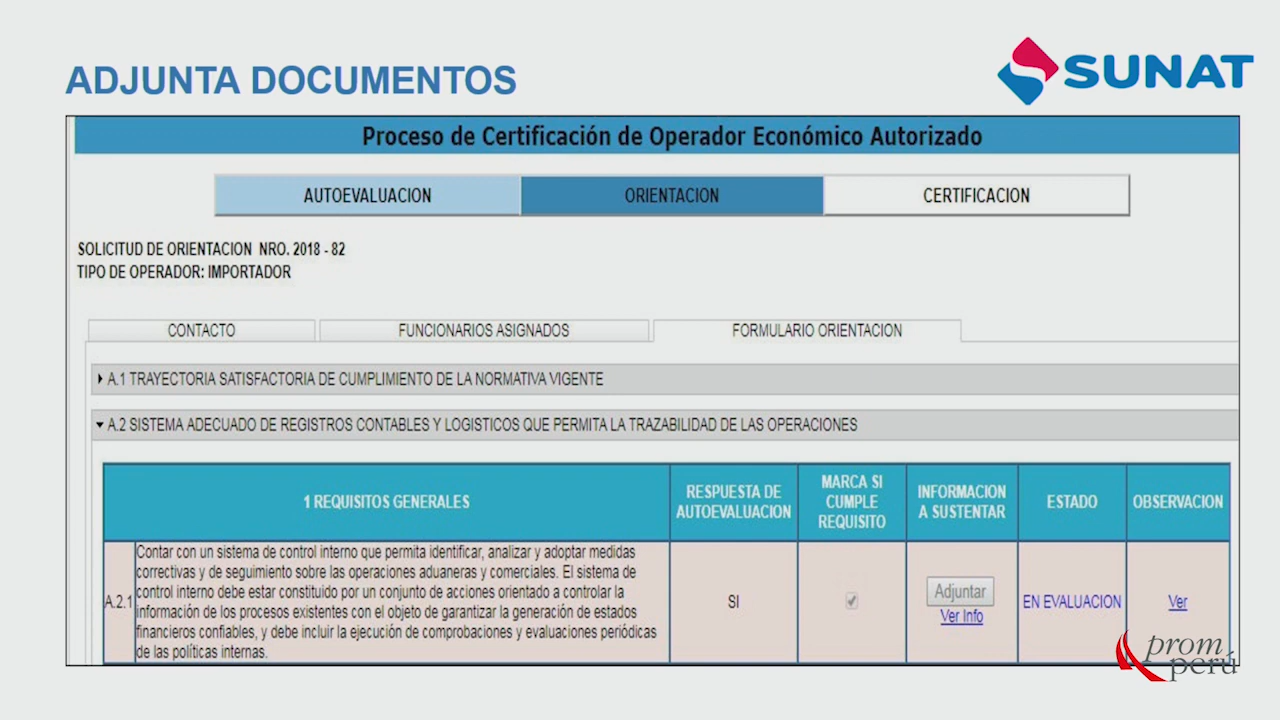 ADJUNTA DOCUMENTOS
SUNAT
Proceso de Certificación de Operador Económico Autorizado
AUTOEVALUACION
ORIENTACION
CERTIFICACION
SOLICITUD DE ORIENTACION NRO. 2018 - 82
TIPO DE OPERADOR: IMPORTADOR
CONTACTO
FUNCIONARIOS ASIGNADOS
FORMULARIO ORIENTACION
A.1 TRAYECTORIA SATISFACTORIA DE CUMPLIMIENTO DE LA NORMATIVA VIGENTE
A.2 SISTEMA ADECUADO DE REGISTROS CONTABLES Y LOGISTICOS QUE PERMITA LA TRAZABILIDAD DE LAS OPERACIONES
1 REQUISITOS GENERALES
RESPUESTA DE
AUTOEVALUACION
MARCA SI
CUMPLE
REQUISITO
INFORMACION
A SUSTENTAR
ESTADO
OBSERVACION
A.2.1
Contar con un sistema de control interno que permita identificar, analizar y adoptar medidas
correctivas y de seguimiento sobre las operaciones aduaneras y comerciales. El sistema de
control interno debe estar constituido por un conjunto de acciones orientado a controlar la
información de los procesos existentes con el objeto de garantizar la generación de estados
financieros confiables, y debe incluir la ejecución de comprobaciones y evaluaciones periódicas
de las políticas internas.
SI
Adjuntar
Ver Info
EN EVALUACION
Ver
prom
perú